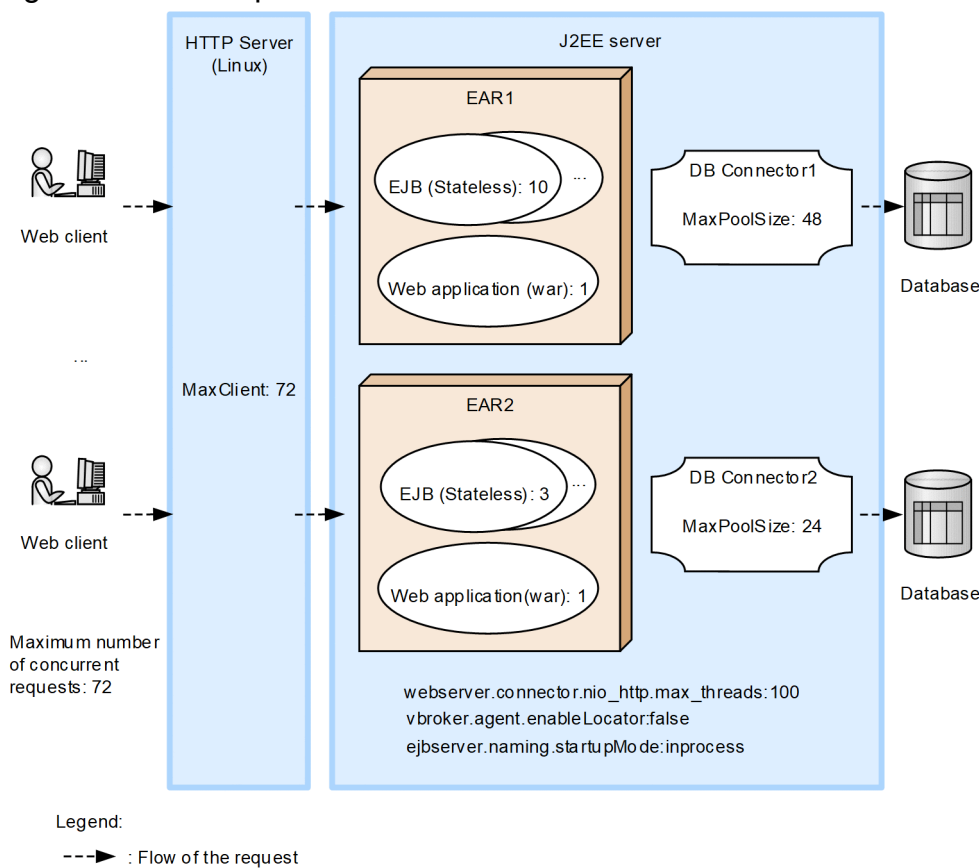 HTTP Server
(Linux)
J2EE server
EAR1
EJB (Stateless): 10
...
Web application (war): 1
DB Connector1
MaxPoolSize: 48
Web client
Database
...
MaxClient: 72
EAR2
EJB (Stateless): 3
...
Web application(war): 1
DB Connector2
MaxPoolSize: 24
Web client
Database
Maximum number
of concurrent
requests: 72
webserver.connector.nio_http.max_threads:100
vbroker.agent.enableLocator:false
ejbserver.naming.startupMode:inprocess
Legend:
: Flow of the request